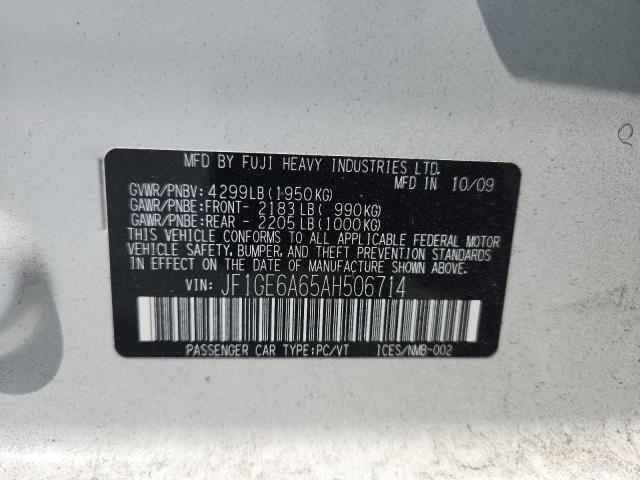 MFD BY FUJI HEAVY INDUSTRIES LTD.
MFD IN 10/09
GVWR/PNBV: 4299LB(1950KG)
GAWR/PNBE:FRONT- 2183LB( 990KG)
GAWR/PNBE:REAR - 2205LB(1000KG)
THIS VEHICLE CONFORMS TO ALL APPLICABLE FEDERAL MOTOR
VEHICLE SAFETY, BUMPER, AND THEFT PREVENTION STANDARDS
IN EFFECT ON THE DATE OF MANUFACTURE SHOWN ABOVE.
VIN: JF1GE6A65AH506714
PASSENGER CAR TYPE:PC/VT ICES/NMB-002